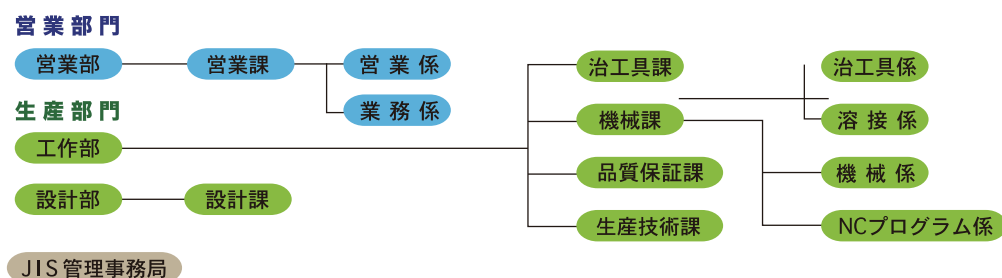 営業部門
営業部
営業課
営業係
業務係
生産部門
工作部
治工具課
治工具係
溶接係
機械課
機械係
NCプログラム係
品質保証課
生産技術課
設計部
設計課
JIS管理事務局